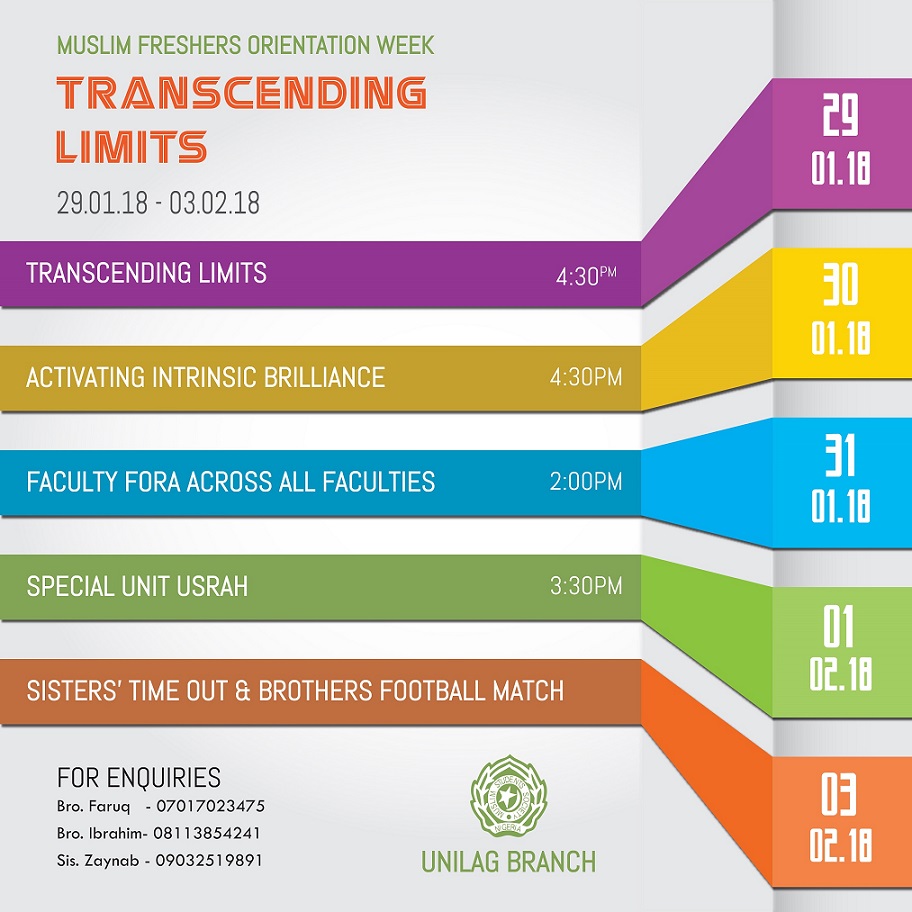 MUSLIM FRESHERS ORIENTATION WEEK
TRANSCENDING
LIMITS
29.01.18 - 03.02.18
TRANSCENDING LIMITS 4:30PM
29
01.18
ACTIVATING INTRINSIC BRILLIANCE 4:30PM
30
01.18
FACULTY FORA ACROSS ALL FACULTIES 2:00PM
31
01.18
SPECIAL UNIT USRAH 3:30PM
01
02.18
SISTERS' TIME OUT & BROTHERS FOOTBALL MATCH
03
02.18
FOR ENQUIRIES
Bro. Faruq - 07017023475
Bro. Ibrahim- 08113854241
Sis. Zaynab - 09032519891
MUSLIM STUDENTS' SOCIETY
NIGERIA
UNILAG BRANCH